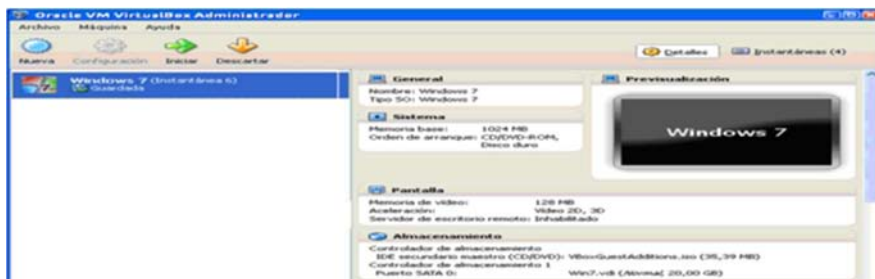 Oracle VM VirtualBox Administrador
Archivo Máquina Ayuda
Nueva Configuración Iniciar Descartar
Detalles Instantáneas (4)
Windows 7 (Instantánea 6)
Guardada
General
Nombre: Windows 7
Tipo SO: Windows 7
Sistema
Memoria base: 1024 MB
Orden de arranque: CD/DVD-ROM,
Disco duro
Previsualización
Windows 7
Pantalla
Memoria de vídeo: 128 MB
Aceleración: Vídeo 2D, 3D
Servidor de escritorio remoto: Inhabilitado
Almacenamiento
Controlador de almacenamiento
IDE secundario maestro (CD/DVD): VBoxGuestAdditions.iso (35,39 MB)
Controlador de almacenamiento 1
Puerto SATA 0: Win7.vdi (Normal, 20,00 GB)